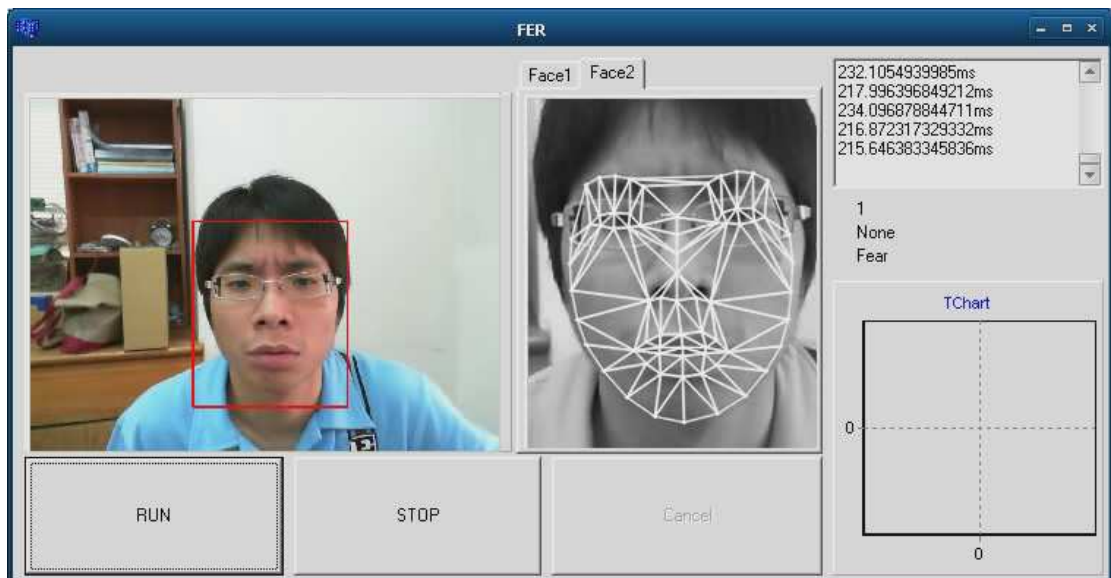 FER
Face1 Face2
232.1054939985ms
217.996396849212ms
234.096878844711ms
216.872317329332ms
215.646383345836ms
1
None
Fear
TChart
0
0
RUN
STOP
Cancel